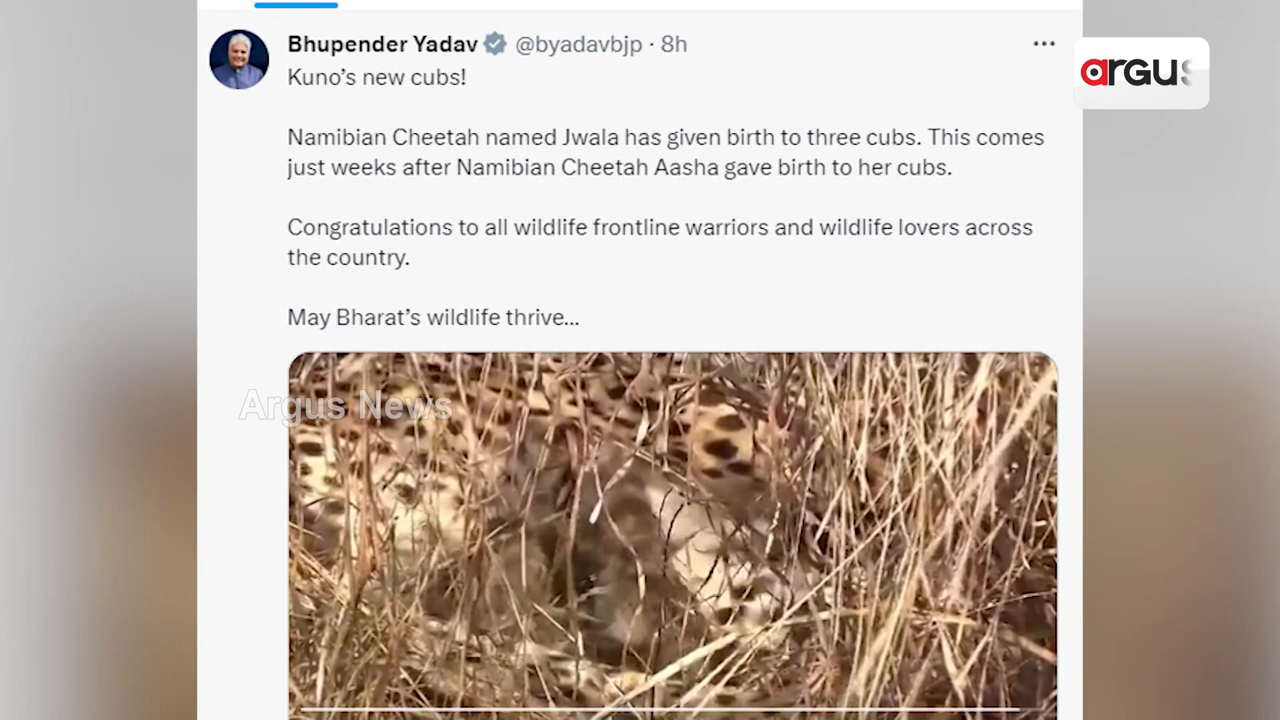 Bhupender Yadav @byadavbjp · 8h
Kuno’s new cubs!
Namibian Cheetah named Jwala has given birth to three cubs. This comes
just weeks after Namibian Cheetah Aasha gave birth to her cubs.
Congratulations to all wildlife frontline warriors and wildlife lovers across
the country.
May Bharat’s wildlife thrive...
argus
Argus News